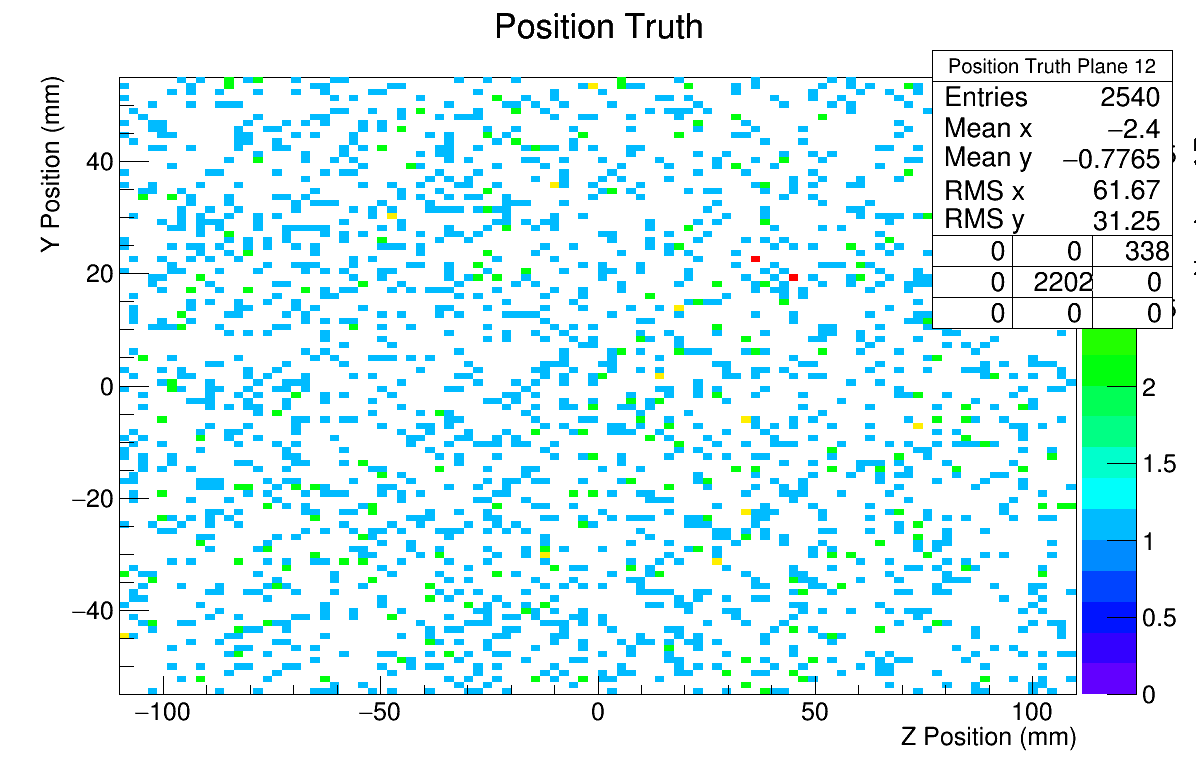 Position Truth
Position Truth Plane 12
Entries 2540
Mean x −2.4
Mean y −0.7765
RMS x 61.67
RMS y 31.25
0 0 338
0 2202 0
0 0 0
Y Position (mm)
40
20
0
−20
−40
2
1.5
1
0.5
0
−100 −50 0 50 100
Z Position (mm)